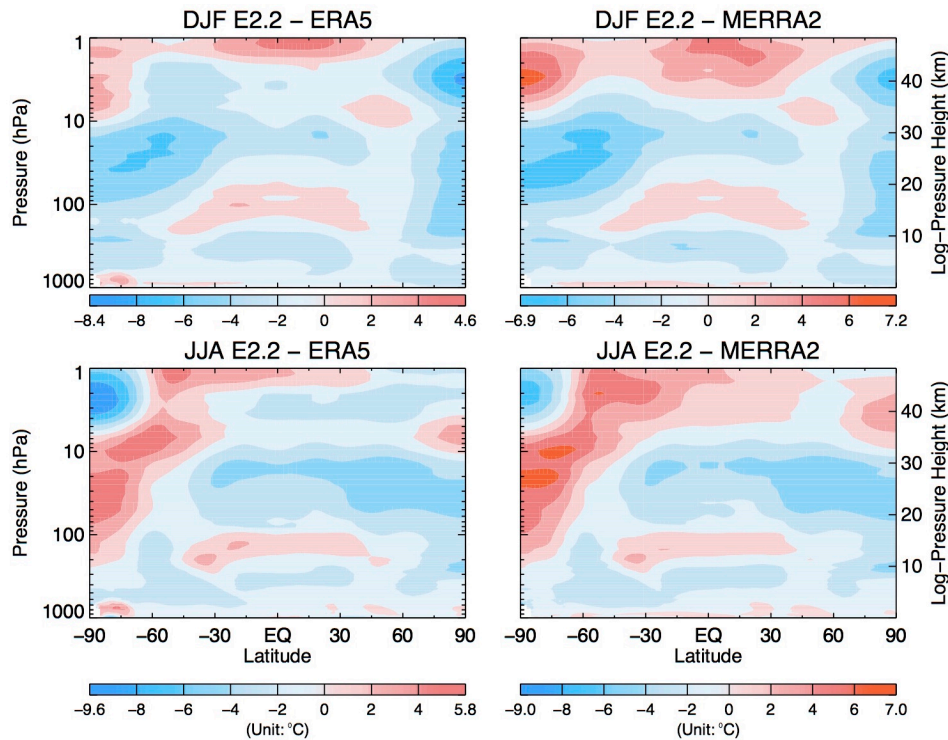 DJF E2.2 − ERA5
DJF E2.2 − MERRA2
Pressure (hPa)
1
10
100
1000
40
30
20
10
Log−Pressure Height (km)
−8.4 −8 −6 −4 −2 0 2 4 4.6
−6.9 −6 −4 −2 0 2 4 6 7.2
JJA E2.2 − ERA5
JJA E2.2 − MERRA2
Pressure (hPa)
1
10
100
1000
40
30
20
10
Log−Pressure Height (km)
−90 −60 −30 EQ 30 60 90
Latitude
−90 −60 −30 EQ 30 60 90
Latitude
−9.6 −8 −6 −4 −2 0 2 4 5.8
(Unit: °C)
−9.0 −8 −6 −4 −2 0 2 4 6 7.0
(Unit: °C)